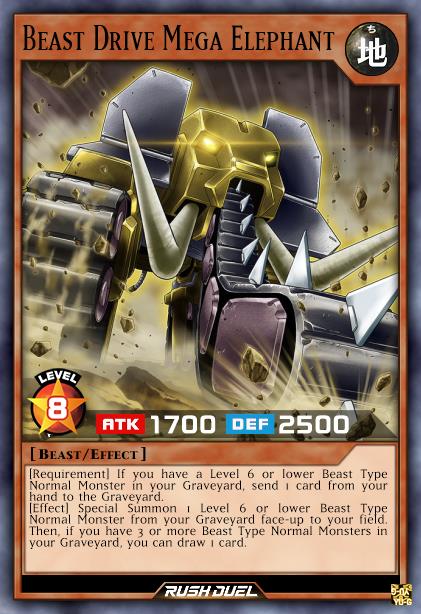 BEAST DRIVE MEGA ELEPHANT
ち
地
LEVEL
8
ATK 1700 DEF 2500
[BEAST/EFFECT]
[Requirement] If you have a Level 6 or lower Beast Type
Normal Monster in your Graveyard, send 1 card from your
hand to the Graveyard.
[Effect] Special Summon 1 Level 6 or lower Beast Type
Normal Monster from your Graveyard face-up to your field.
Then, if you have 3 or more Beast Type Normal Monsters in
your Graveyard, you can draw 1 card.
RUSH DUEL